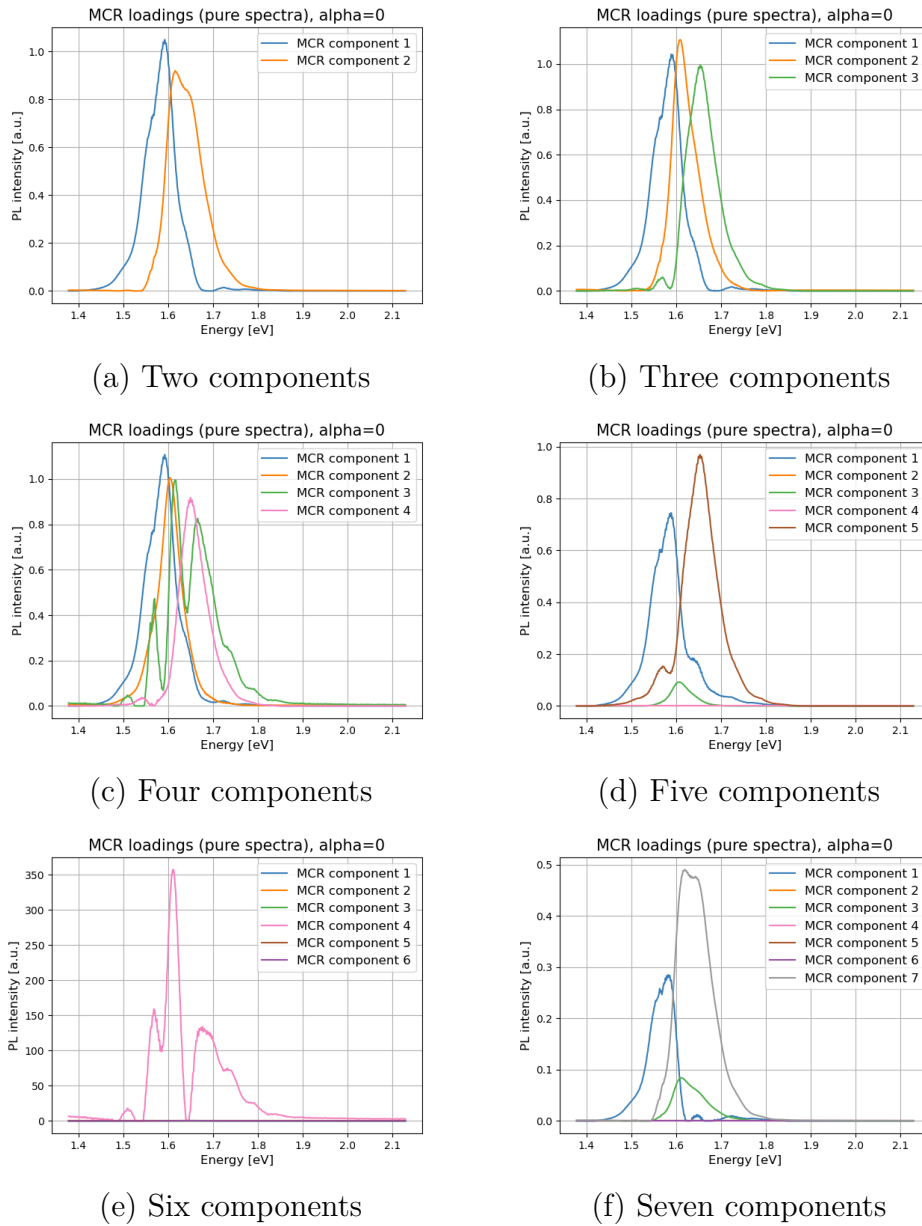 MCR loadings (pure spectra), alpha=0
PL intensity [a.u.]
1.0
0.8
0.6
0.4
0.2
0.0
MCR component 1
MCR component 2
1.4 1.5 1.6 1.7 1.8 1.9 2.0 2.1
Energy [eV]
(a) Two components
MCR loadings (pure spectra), alpha=0
PL intensity [a.u.]
1.0
0.8
0.6
0.4
0.2
0.0
MCR component 1
MCR component 2
MCR component 3
1.4 1.5 1.6 1.7 1.8 1.9 2.0 2.1
Energy [eV]
(b) Three components
MCR loadings (pure spectra), alpha=0
PL intensity [a.u.]
1.0
0.8
0.6
0.4
0.2
0.0
MCR component 1
MCR component 2
MCR component 3
MCR component 4
1.4 1.5 1.6 1.7 1.8 1.9 2.0 2.1
Energy [eV]
(c) Four components
MCR loadings (pure spectra), alpha=0
PL intensity [a.u.]
1.0
0.8
0.6
0.4
0.2
0.0
MCR component 1
MCR component 2
MCR component 3
MCR component 4
MCR component 5
1.4 1.5 1.6 1.7 1.8 1.9 2.0 2.1
Energy [eV]
(d) Five components
MCR loadings (pure spectra), alpha=0
PL intensity [a.u.]
350
300
250
200
150
100
50
0
MCR component 1
MCR component 2
MCR component 3
MCR component 4
MCR component 5
MCR component 6
1.4 1.5 1.6 1.7 1.8 1.9 2.0 2.1
Energy [eV]
(e) Six components
MCR loadings (pure spectra), alpha=0
PL intensity [a.u.]
0.5
0.4
0.3
0.2
0.1
0.0
MCR component 1
MCR component 2
MCR component 3
MCR component 4
MCR component 5
MCR component 6
MCR component 7
1.4 1.5 1.6 1.7 1.8 1.9 2.0 2.1
Energy [eV]
(f) Seven components